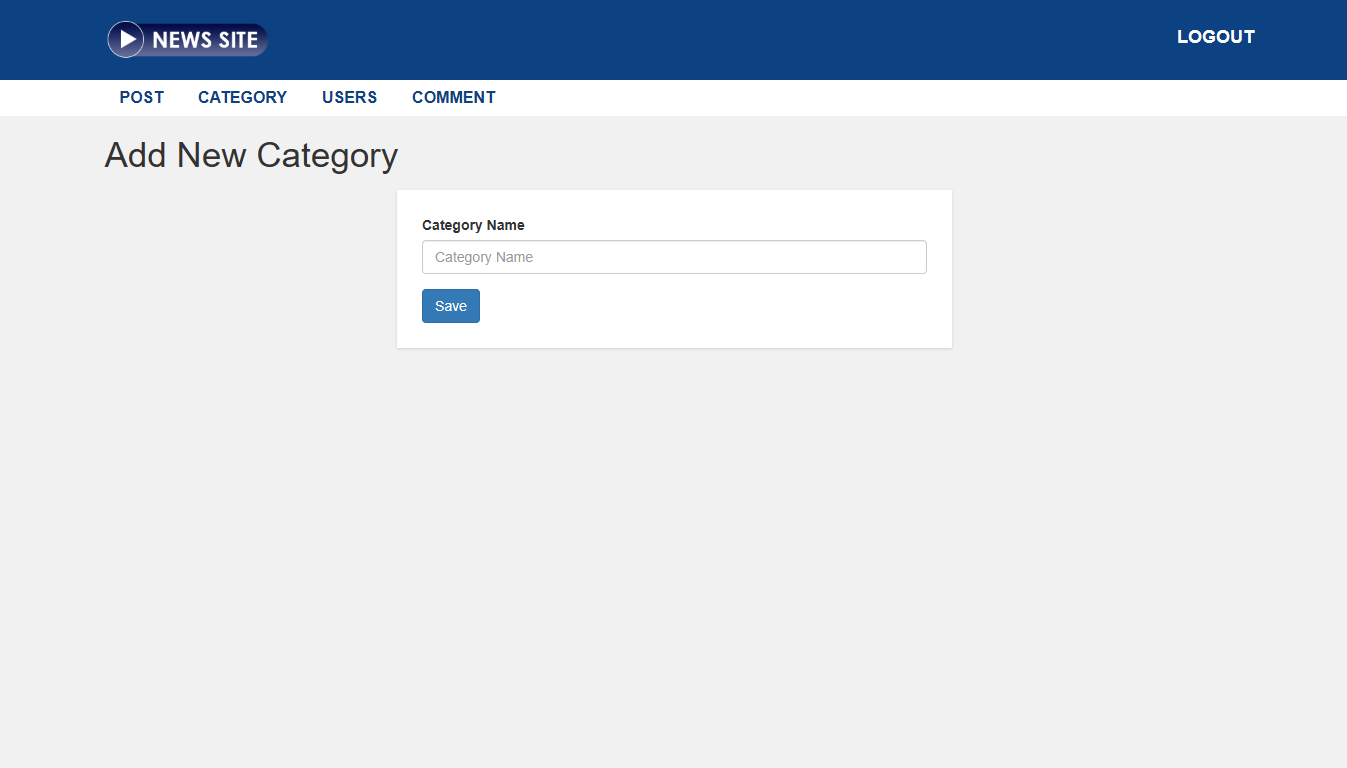 NEWS SITE
LOGOUT
POST CATEGORY USERS COMMENT
Add New Category
Category Name
Category Name
Save